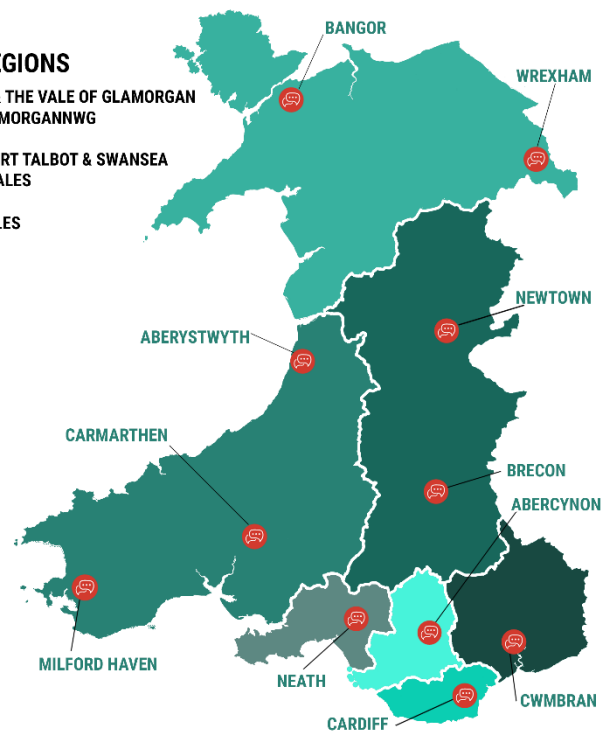 BANGOR
EGIONS
WREXHAM
THE VALE OF GLAMORGAN
MORGANNWG
RT TALBOT & SWANSEA
ALES
LES
NEWTOWN
ABERYSTWYTH
CARMARTHEN
BRECON
ABERCYNON
MILFORD HAVEN
NEATH
CWMBRAN
CARDIFF